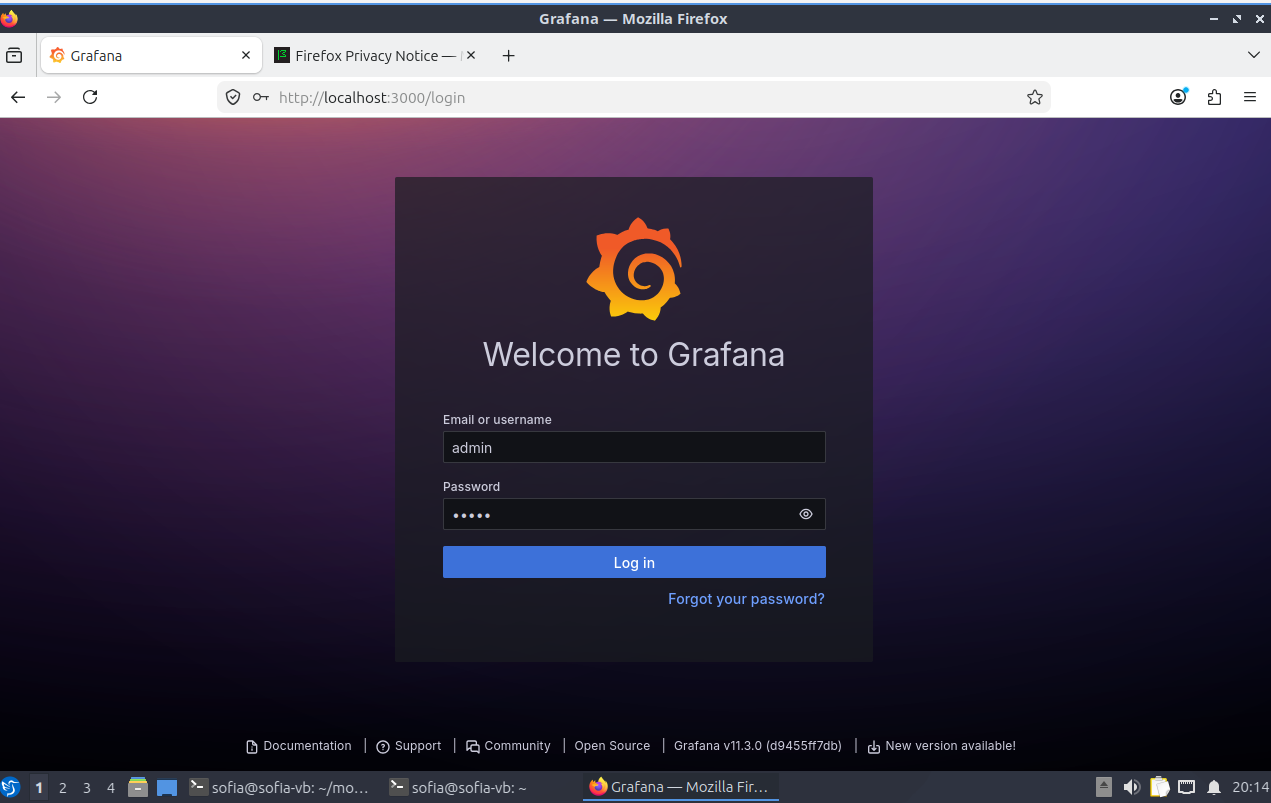 Grafana — Mozilla Firefox
Grafana
Firefox Privacy Notice —
http://localhost:3000/login
Welcome to Grafana
Email or username
admin
Password
•••••
Log in
Forgot your password?
Documentation | Support | Community | Open Source | Grafana v11.3.0 (d9455ff7db) | New version available!
1 2 3 4 sofia@sofia-vb: ~/mo... sofia@sofia-vb: ~ Grafana — Mozilla Fir... 20:14